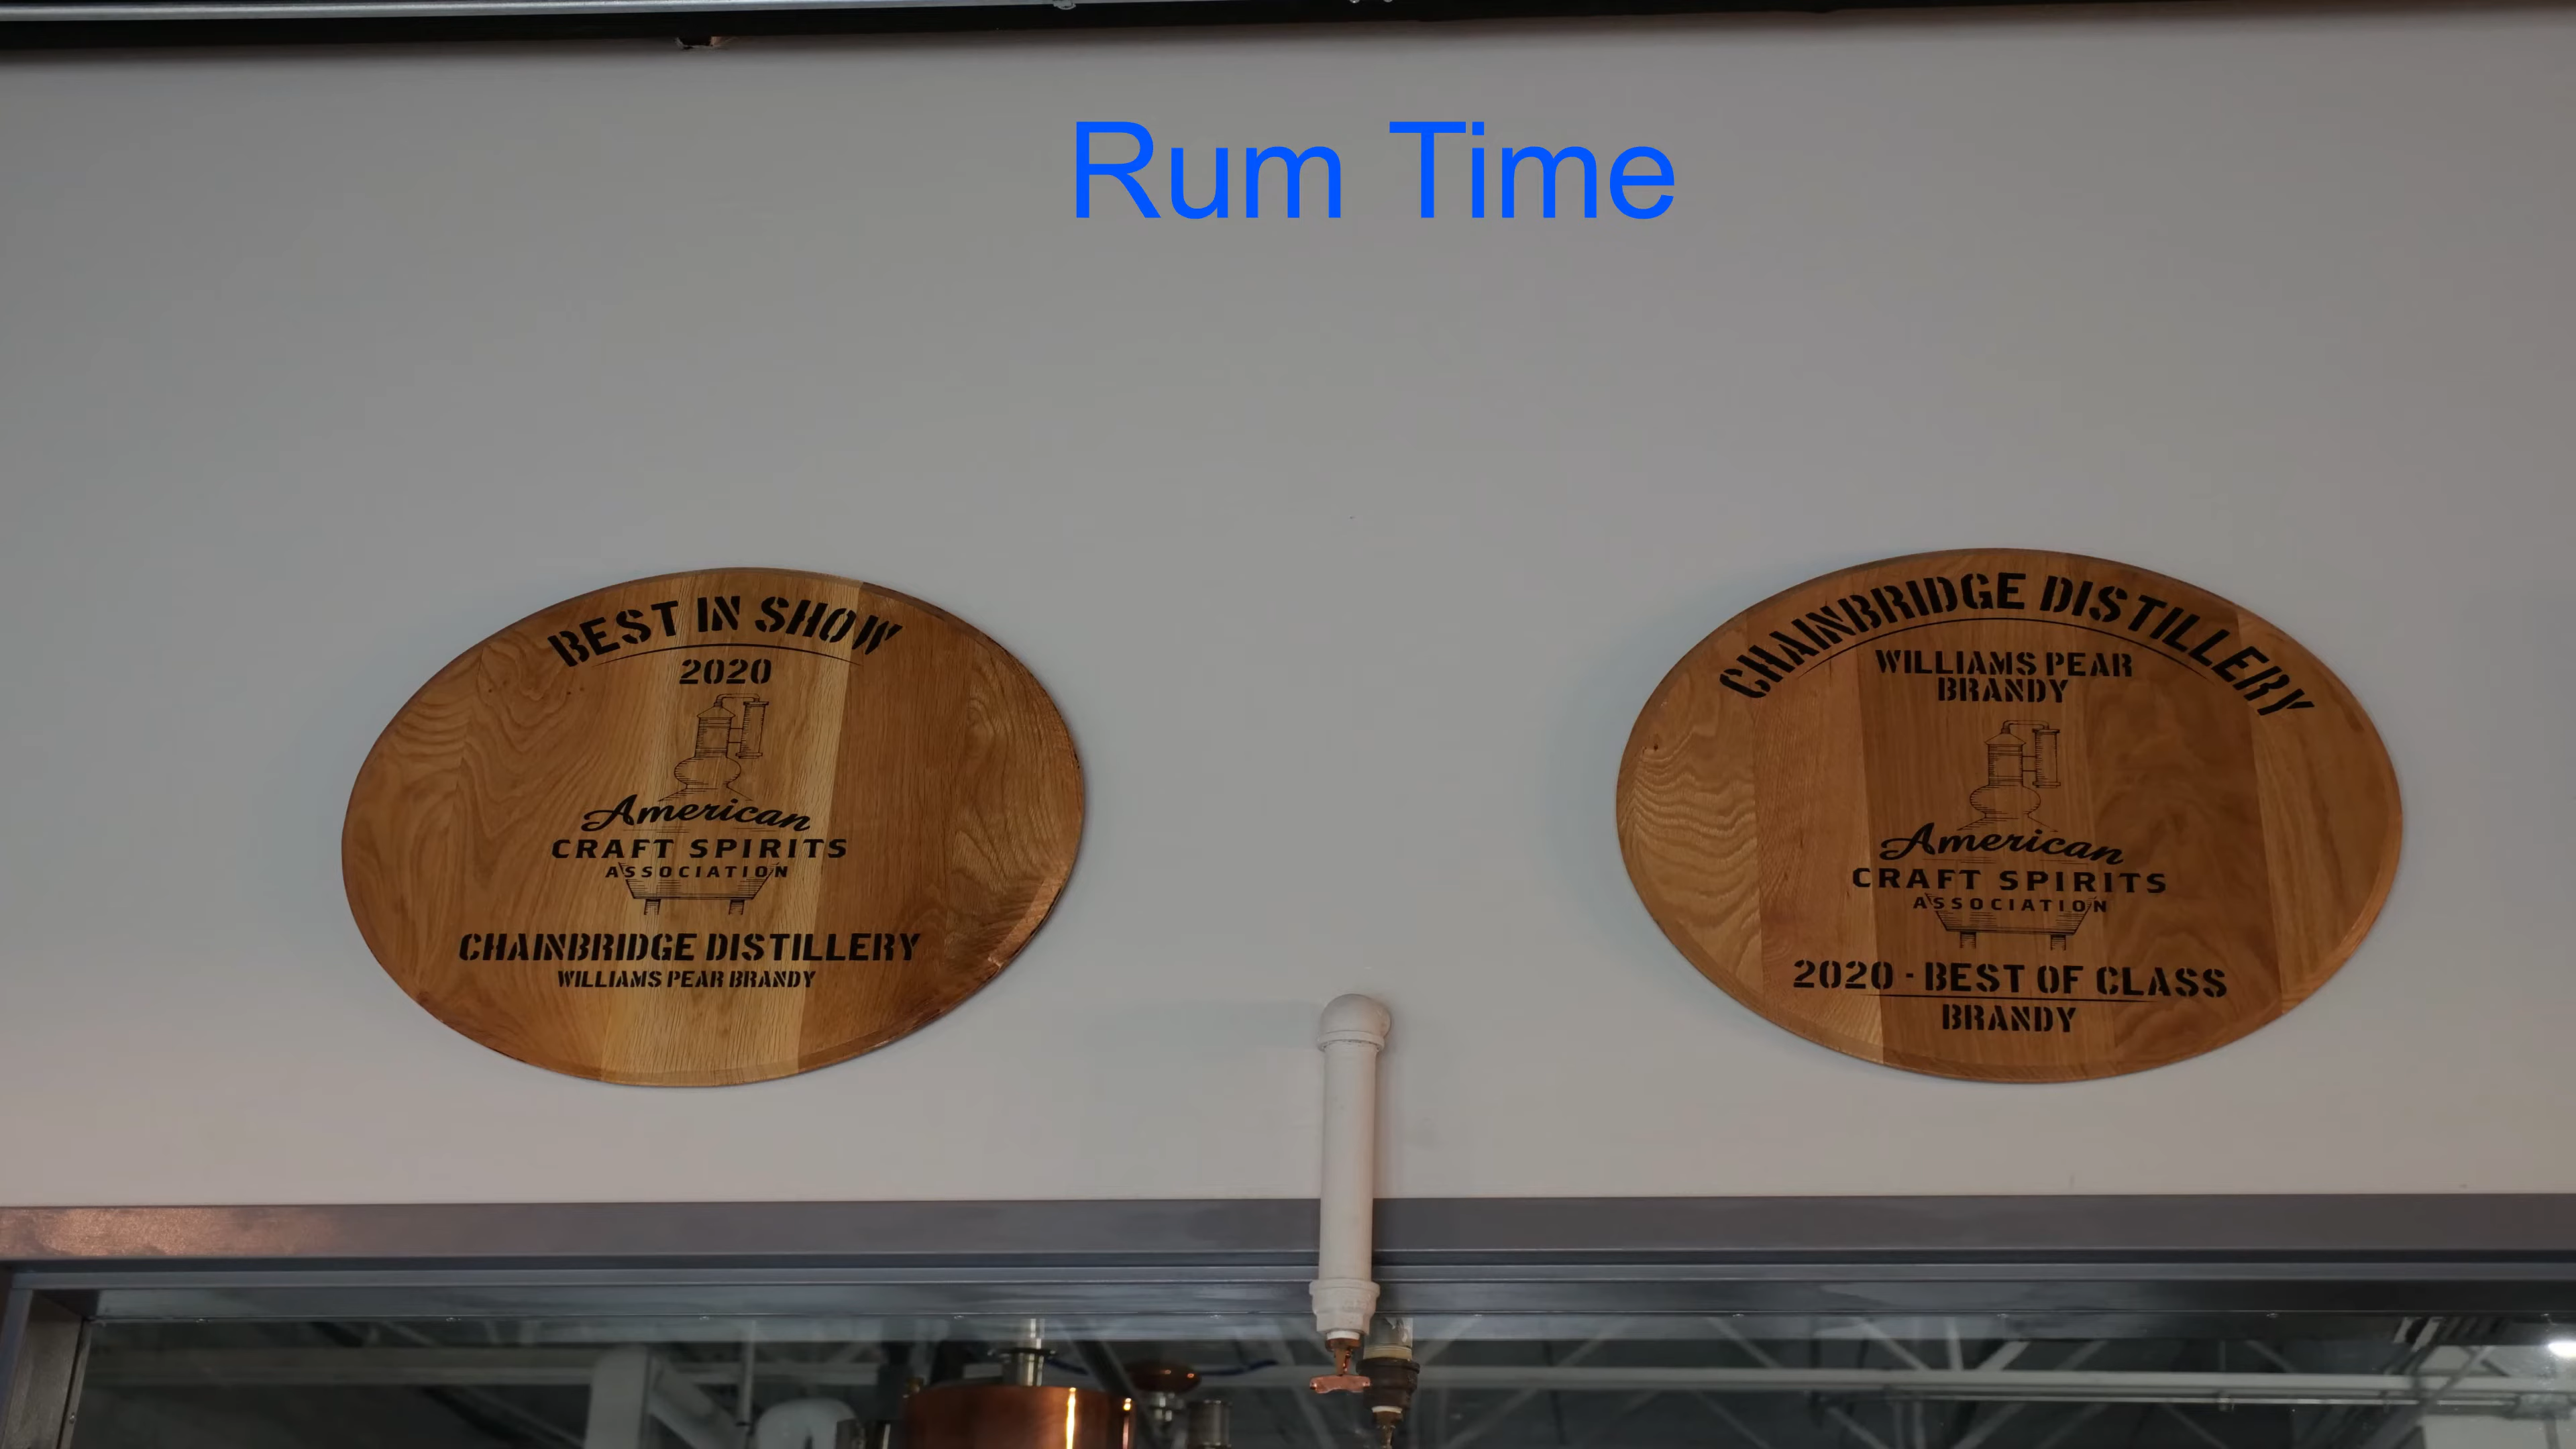 Rum Time
BEST IN SHOW
2020
American
CRAFT SPIRITS
ASSOCIATION
CHAINBRIDGE DISTILLERY
WILLIAMS PEAR BRANDY
CHAINBRIDGE DISTILLERY
WILLIAMS PEAR
BRANDY
American
CRAFT SPIRITS
ASSOCIATION
2020 - BEST OF CLASS
BRANDY